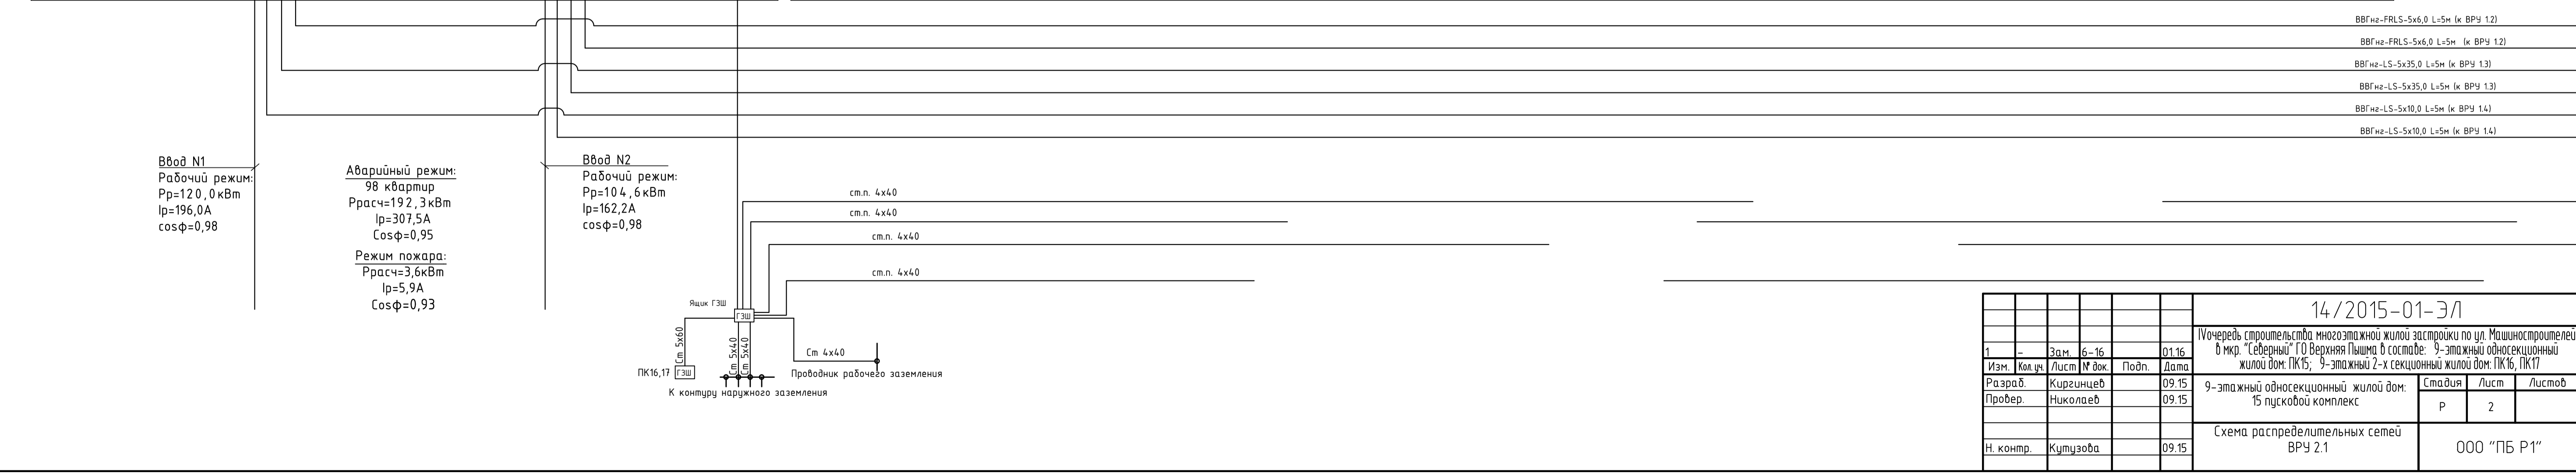 ВВГнг-FRLS-5х6,0 L=5м (к ВРУ 1.2)
ВВГнг-FRLS-5х6,0 L=5м (к ВРУ 1.2)
ВВГнг-LS-5х35,0 L=5м (к ВРУ 1.3)
ВВГнг-LS-5х35,0 L=5м (к ВРУ 1.3)
ВВГнг-LS-5х10,0 L=5м (к ВРУ 1.4)
ВВГнг-LS-5х10,0 L=5м (к ВРУ 1.4)
Ввод N1
Рабочий режим:
Рр=120,0кВт
Iр=196,0А
cosф=0,98
Аварийный режим:
98 квартир
Ррасч=192,3кВт
Iр=307,5А
Cosф=0,95
Режим пожара:
Ррасч=3,6кВт
Iр=5,9А
Cosф=0,93
Ввод N2
Рабочий режим:
Рр=104,6кВт
Iр=162,2А
cosф=0,98
ст.п. 4х40
ст.п. 4х40
ст.п. 4х40
ст.п. 4х40
Ящик ГЗШ
ГЗШ
Ст 5х60
Ст 5х40
Ст 5х40
Ст 4х40
ПК16,17
ГЗШ
Проводник рабочего заземления
К контуру наружного заземления
14/2015-01-ЭЛ
IVочередь строительства многоэтажной жилой застройки по ул. Машиностроителей
в мкр. "Северный" ГО Верхняя Пышма в составе: 9-этажный односекционный
жилой дом: ПК15; 9-этажный 2-х секционный жилой дом: ПК16, ПК17
1 - Зам. 6-16 01.16
Изм. Кол.уч. Лист № док. Подп. Дата
Разраб. Киргинцев 09.15
Провер. Николаев 09.15
Н. контр. Кутузова 09.15
9-этажный односекционный жилой дом:
15 пусковой комплекс
Стадия Лист Листов
Р 2
Схема распределительных сетей
ВРУ 2.1
ООО "ПБ Р1"